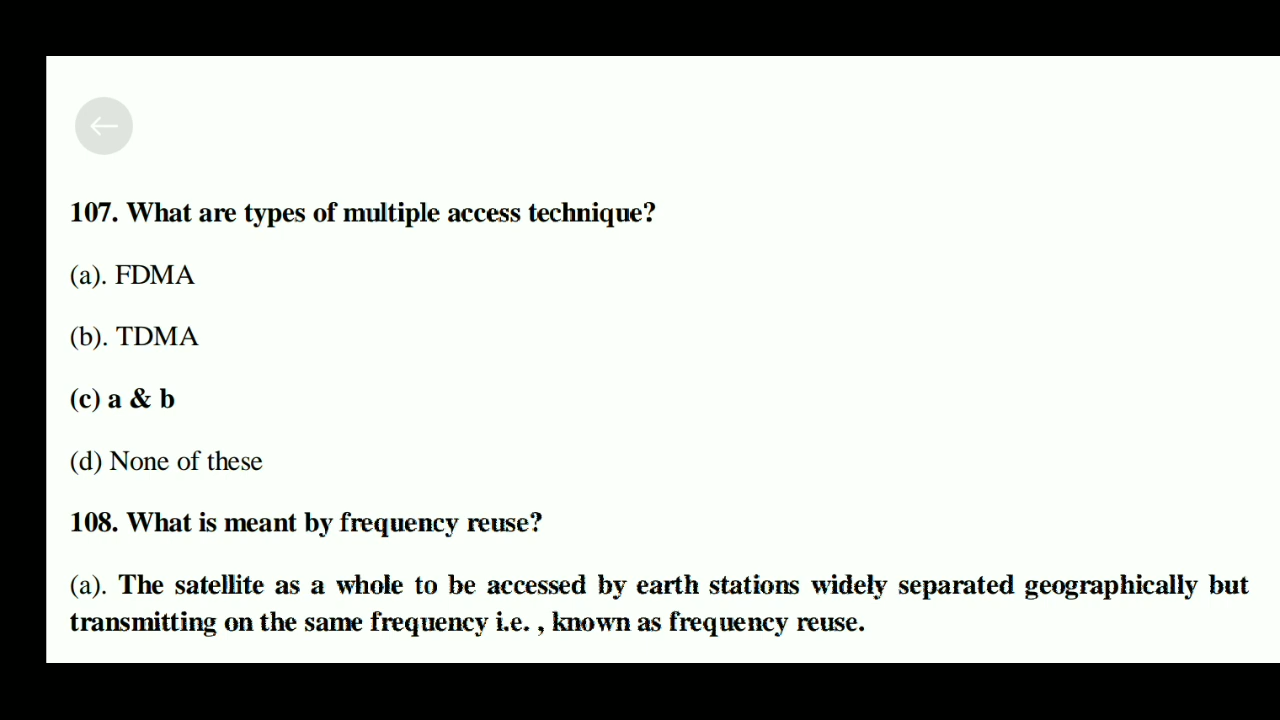 107. What are types of multiple access technique?
(a). FDMA
(b). TDMA
(c) a & b
(d) None of these
108. What is meant by frequency reuse?
(a). The satellite as a whole to be accessed by earth stations widely separated geographically but
transmitting on the same frequency i.e. , known as frequency reuse.